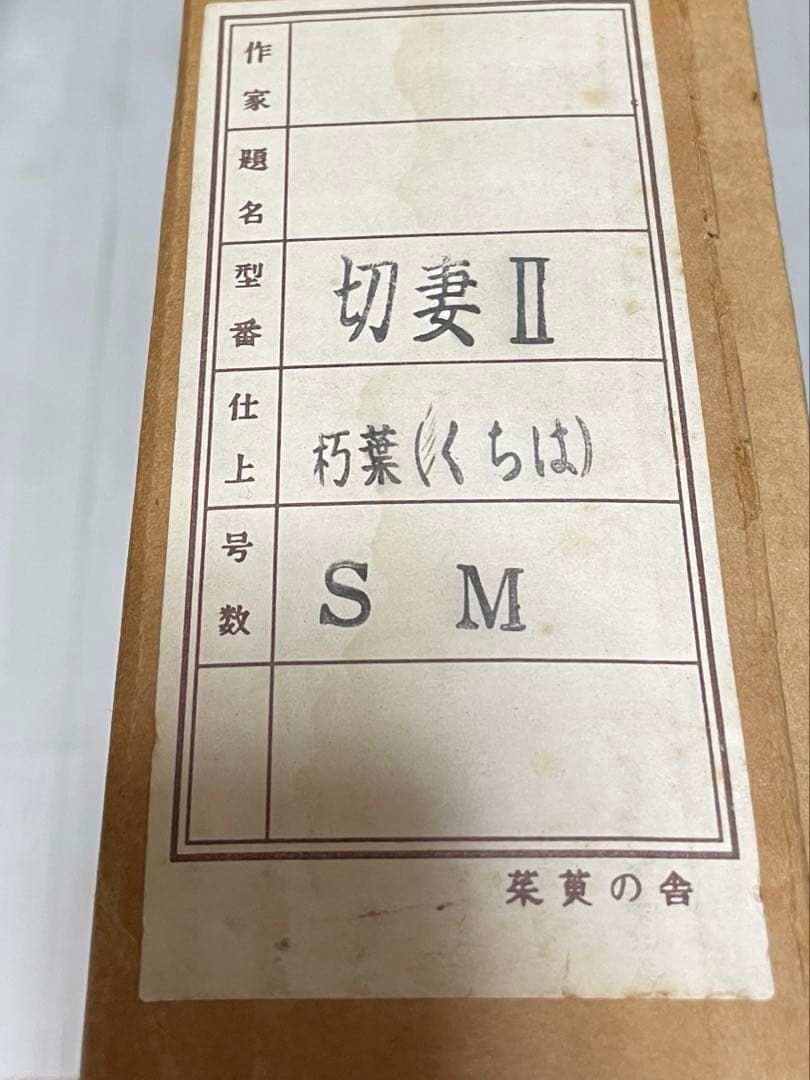 作家
題名
型番 切妻Ⅱ
仕上 朽葉(くちは)
号数 S M
茱萸の舎